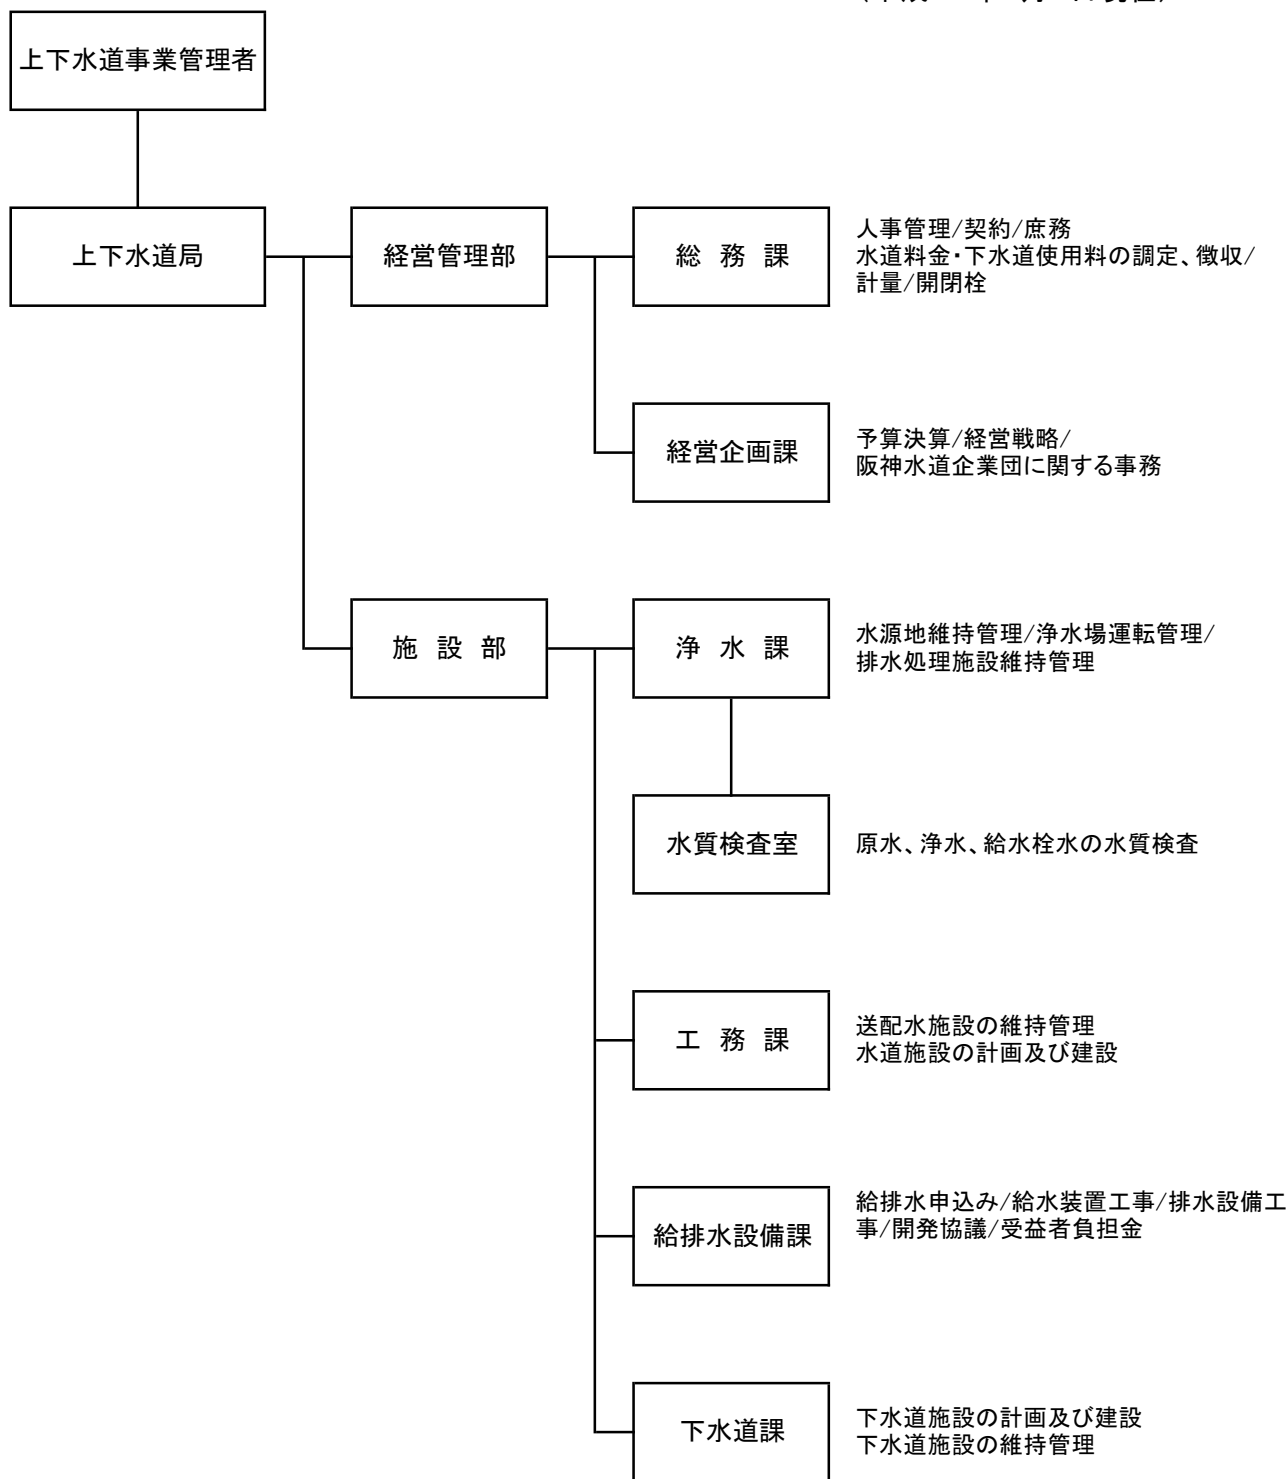 上下水道事業管理者
上下水道局
経営管理部
総 務 課
人事管理/契約/庶務
水道料金・下水道使用料の調定、徴収/
計量/開閉栓
経営企画課
予算決算/経営戦略/
阪神水道企業団に関する事務
施 設 部
浄 水 課
水源地維持管理/浄水場運転管理/
排水処理施設維持管理
水質検査室
原水、浄水、給水栓水の水質検査
工 務 課
送配水施設の維持管理
水道施設の計画及び建設
給排水設備課
給排水申込み/給水装置工事/排水設備工
事/開発協議/受益者負担金
下水道課
下水道施設の計画及び建設
下水道施設の維持管理